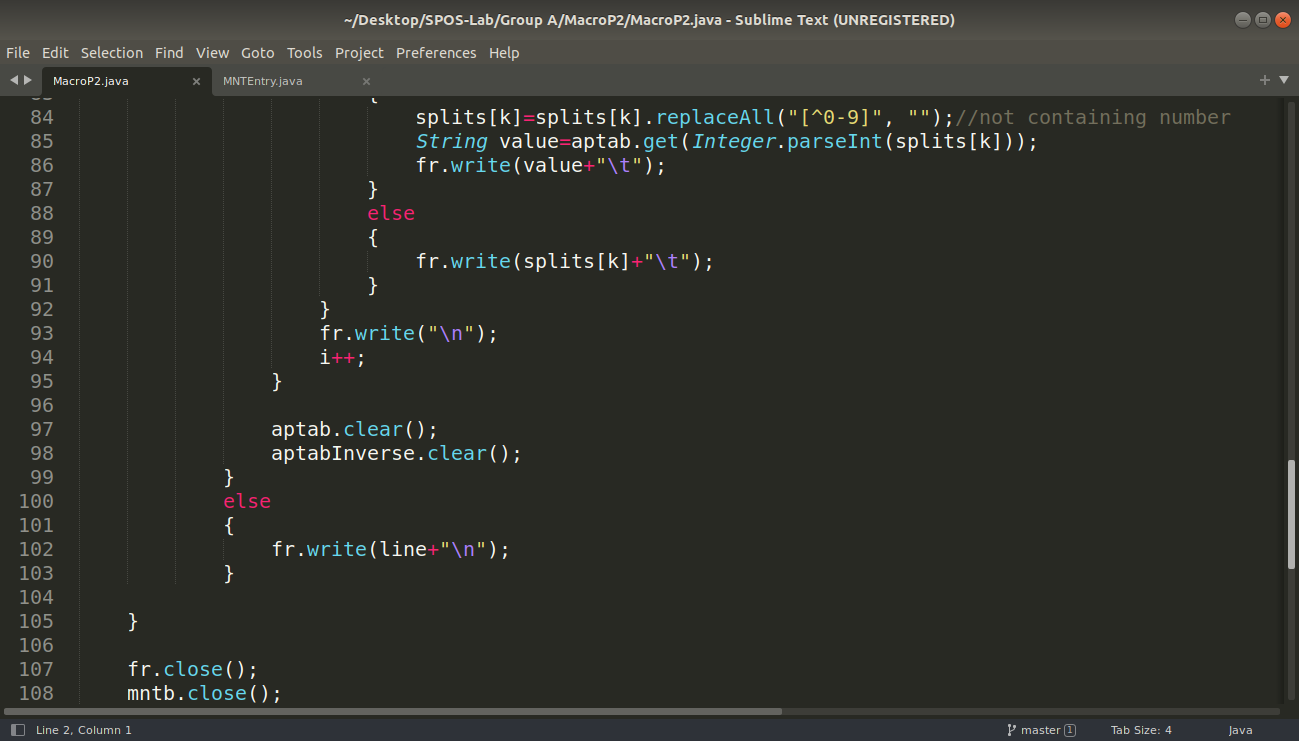 ~/Desktop/SPOS-Lab/Group A/MacroP2/MacroP2.java - Sublime Text (UNREGISTERED)
File Edit Selection Find View Goto Tools Project Preferences Help
MacroP2.java × MNTEntry.java ×
83 {
84 splits[k]=splits[k].replaceAll("[^0-9]", "");//not containing number
85 String value=aptab.get(Integer.parseInt(splits[k]));
86 fr.write(value+"\t");
87 }
88 else
89 {
90 fr.write(splits[k]+"\t");
91 }
92 }
93 fr.write("\n");
94 i++;
95 }
96
97 aptab.clear();
98 aptabInverse.clear();
99 }
100 else
101 {
102 fr.write(line+"\n");
103 }
104
105 }
106
107 fr.close();
108 mntb.close();
Line 2, Column 1 master 1 Tab Size: 4 Java